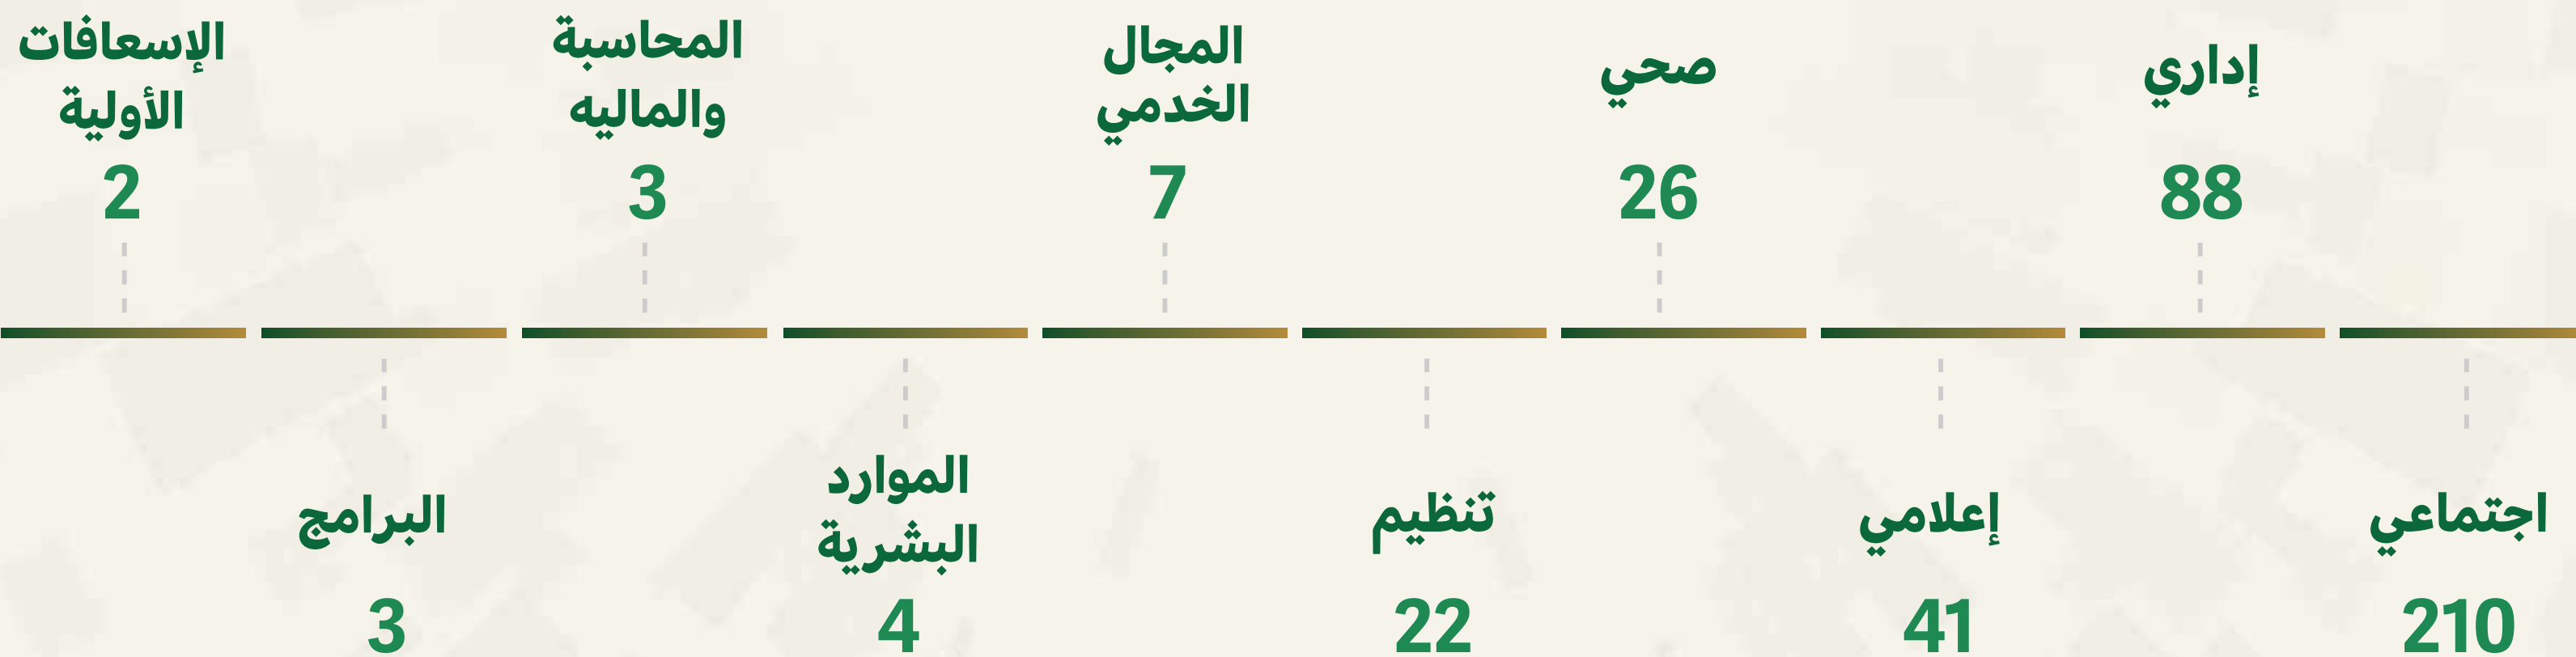 اجتماعي
210
إداري
88
إعلامي
41
صحي
26
تنظيم
22
المجال
الخدمي
7
الموارد
البشرية
4
المحاسبة
والماليه
3
البرامج
3
الإسعافات
الأولية
2